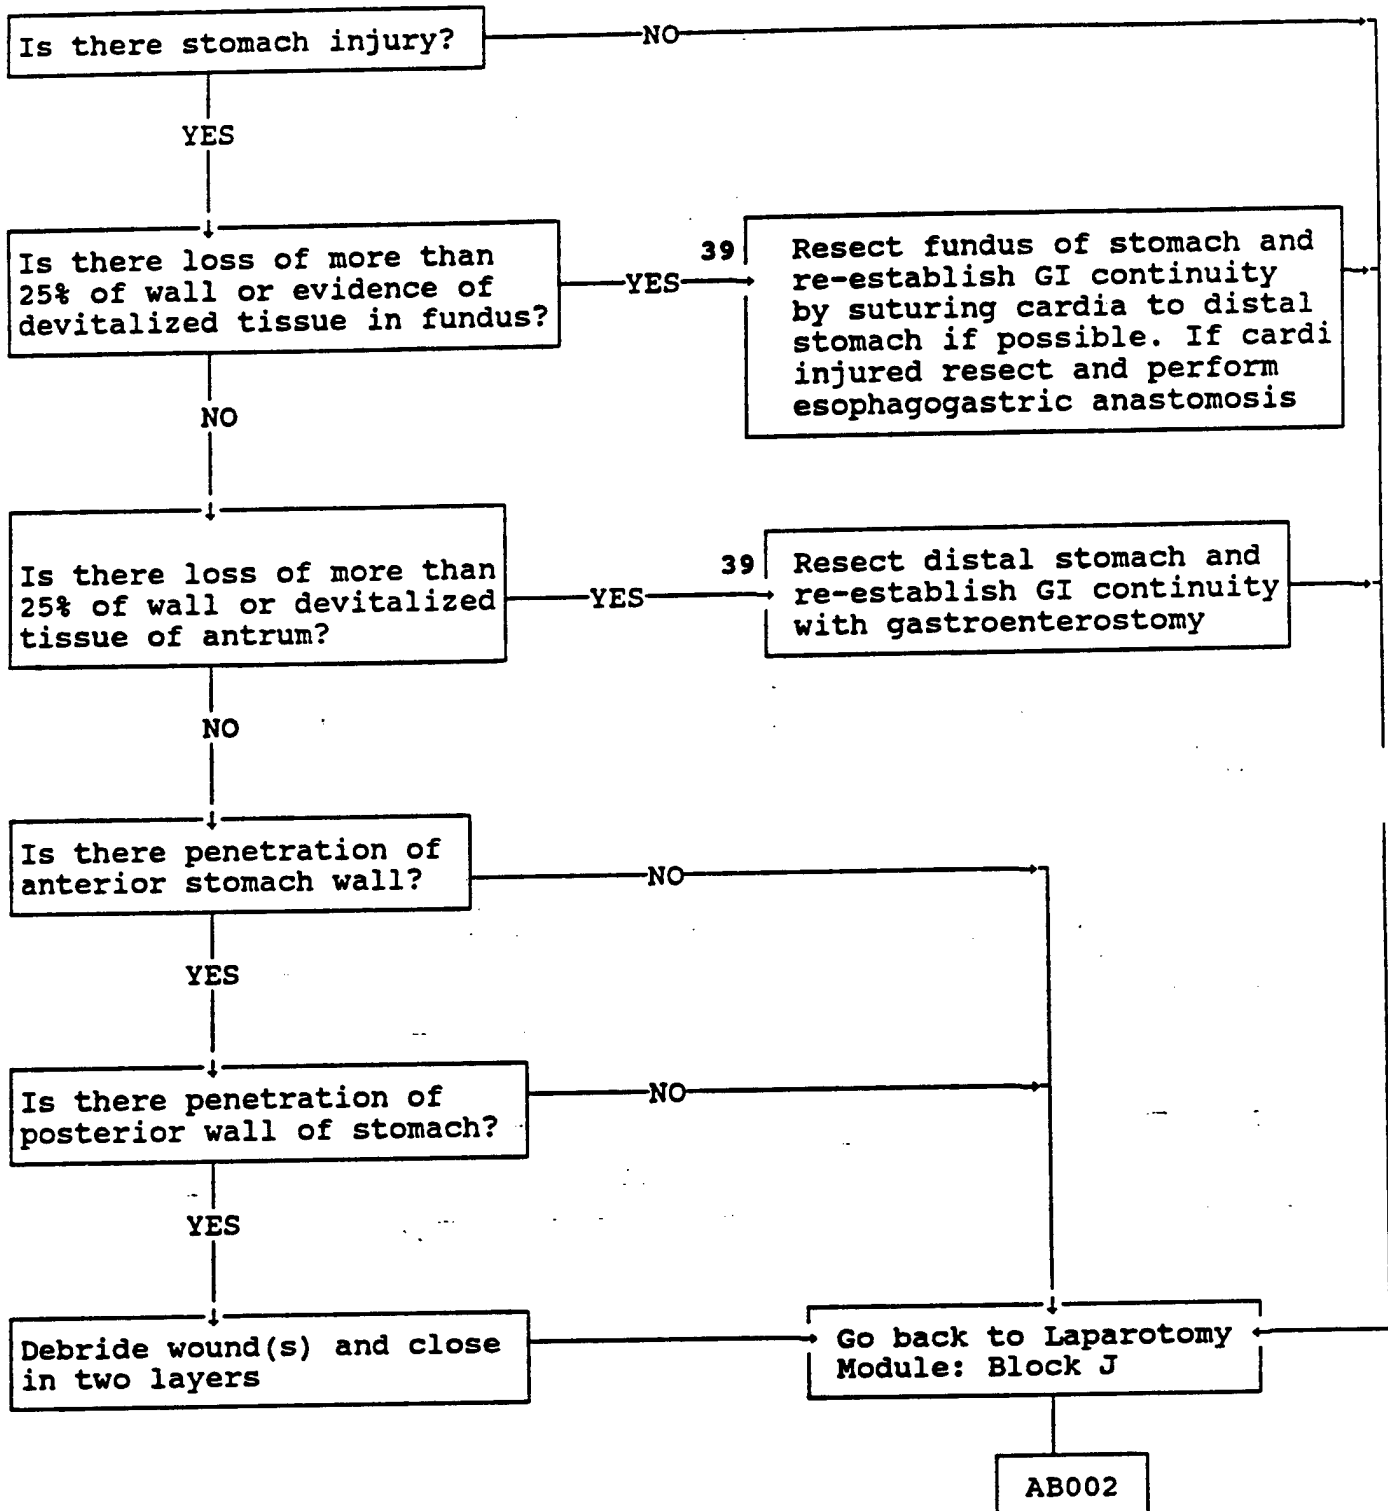 Is there stomach injury?
NO
YES
Is there loss of more than
25% of wall or evidence of
devitalized tissue in fundus?
YES
39
Resect fundus of stomach and
re-establish GI continuity
by suturing cardia to distal
stomach if possible. If cardi
injured resect and perform
esophagogastric anastomosis
NO
Is there loss of more than
25% of wall or devitalized
tissue of antrum?
YES
39
Resect distal stomach and
re-establish GI continuity
with gastroenterostomy
NO
Is there penetration of
anterior stomach wall?
NO
YES
Is there penetration of
posterior wall of stomach?
NO
YES
Debride wound(s) and close
in two layers
Go back to Laparotomy
Module: Block J
AB002